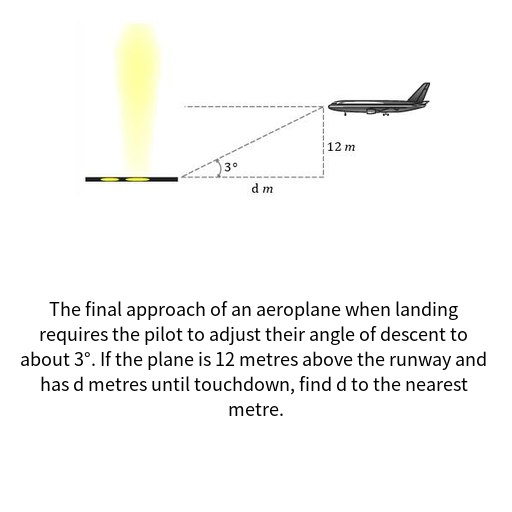 12 m
3°
d m
The final approach of an aeroplane when landing
requires the pilot to adjust their angle of descent to
about 3°. If the plane is 12 metres above the runway and
has d metres until touchdown, find d to the nearest
metre.